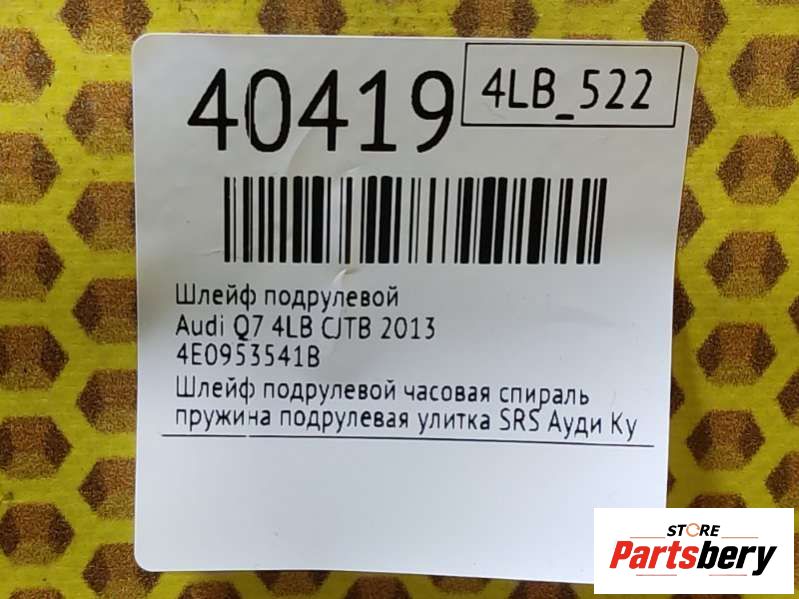 40419
4LB_522
Шлейф подрулевой
Audi Q7 4LB CJTB 2013
4E0953541B
Шлейф подрулевой часовая спираль
пружина подрулевая улитка SRS Ауди Ку
STORE
Partsbery